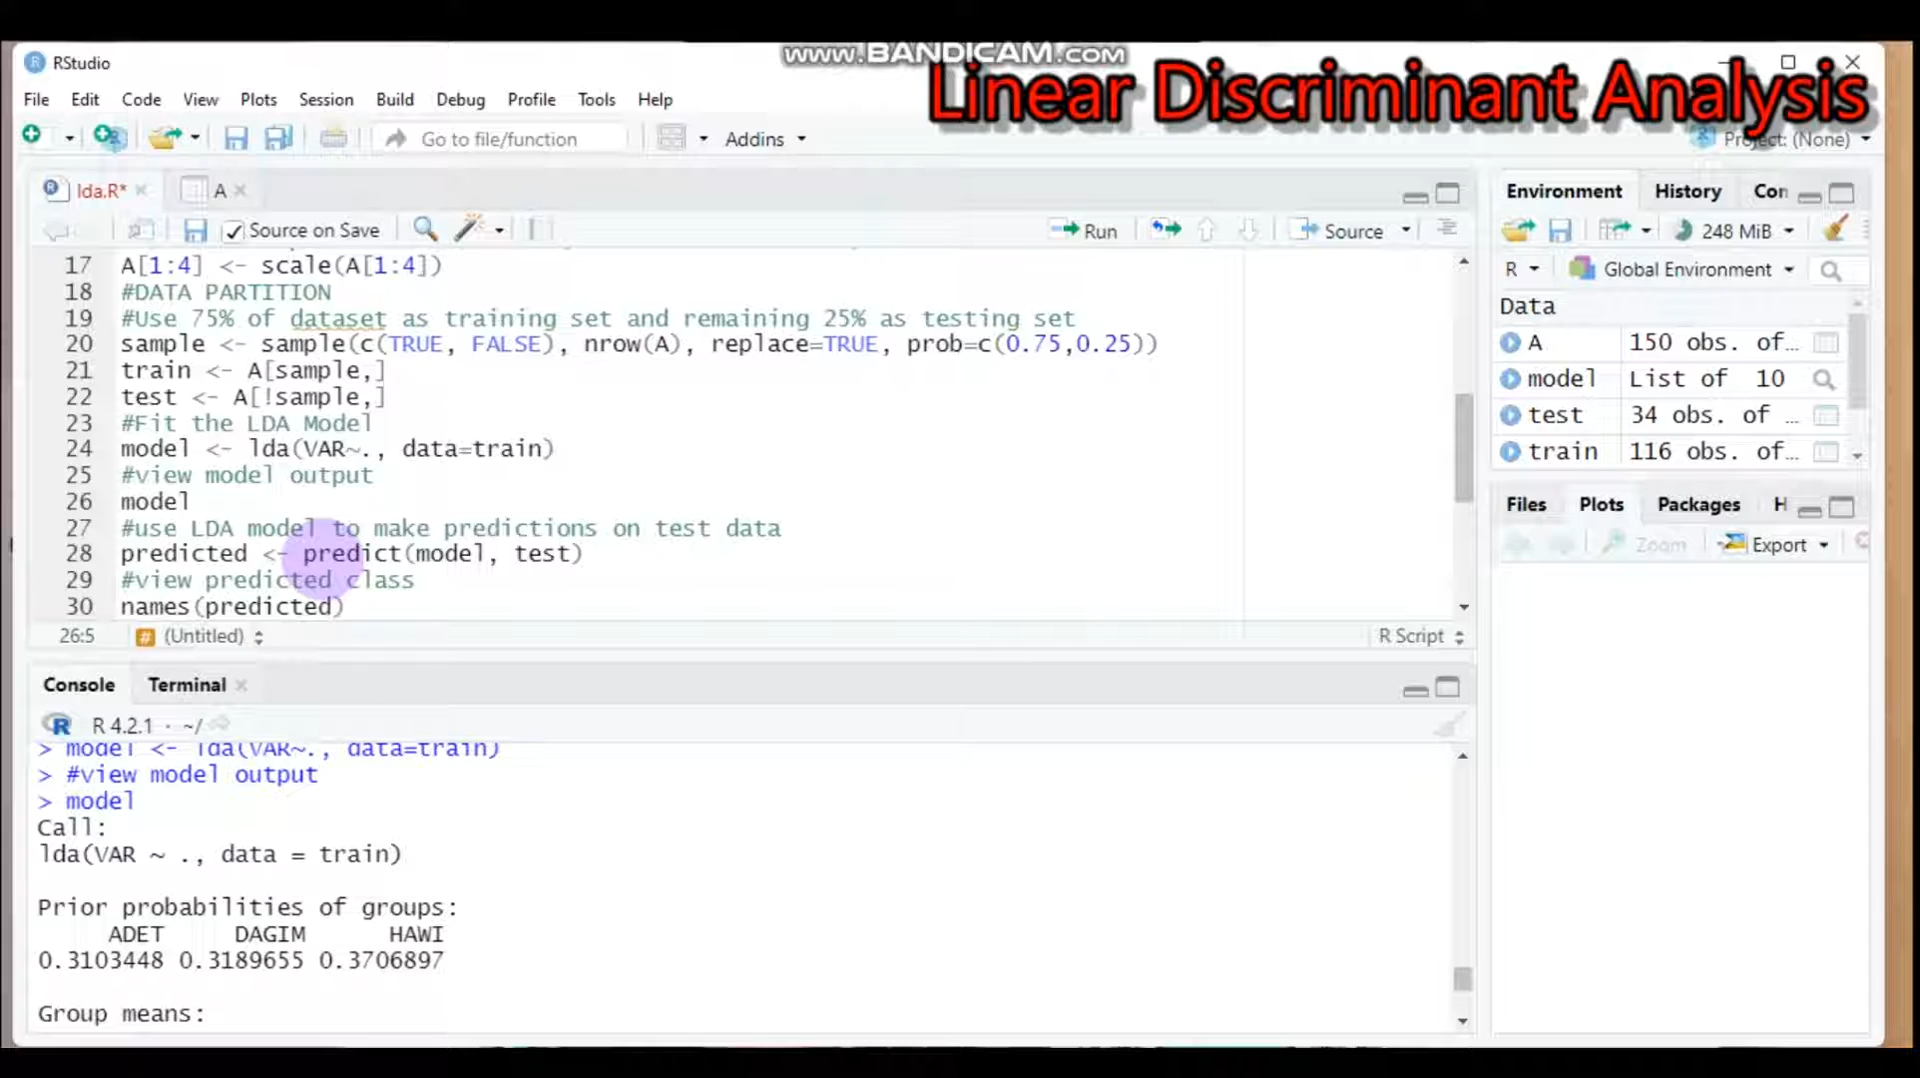 www.BANDICAM.com
RStudio
Linear Discriminant Analysis
File Edit Code View Plots Session Build Debug Profile Tools Help
Go to file/function
Addins
Project: (None)
lda.R*
A
Source on Save
Run
Source
17 A[1:4] <- scale(A[1:4])
18 #DATA PARTITION
19 #Use 75% of dataset as training set and remaining 25% as testing set
20 sample <- sample(c(TRUE, FALSE), nrow(A), replace=TRUE, prob=c(0.75,0.25))
21 train <- A[sample,]
22 test <- A[!sample,]
23 #Fit the LDA Model
24 model <- lda(VAR~., data=train)
25 #view model output
26 model
27 #use LDA model to make predictions on test data
28 predicted <- predict(model, test)
29 #view predicted class
30 names(predicted)
26:5 # (Untitled)
R Script
Console Terminal
R 4.2.1 · ~/
> model <- lda(VAR~., data=train)
> #view model output
> model
Call:
lda(VAR ~ ., data = train)
Prior probabilities of groups:
ADET DAGIM HAWI
0.3103448 0.3189655 0.3706897
Group means:
Environment History Con
248 MiB
R Global Environment
Data
A 150 obs. of…
model List of 10
test 34 obs. of …
train 116 obs. of…
Files Plots Packages H
Zoom Export